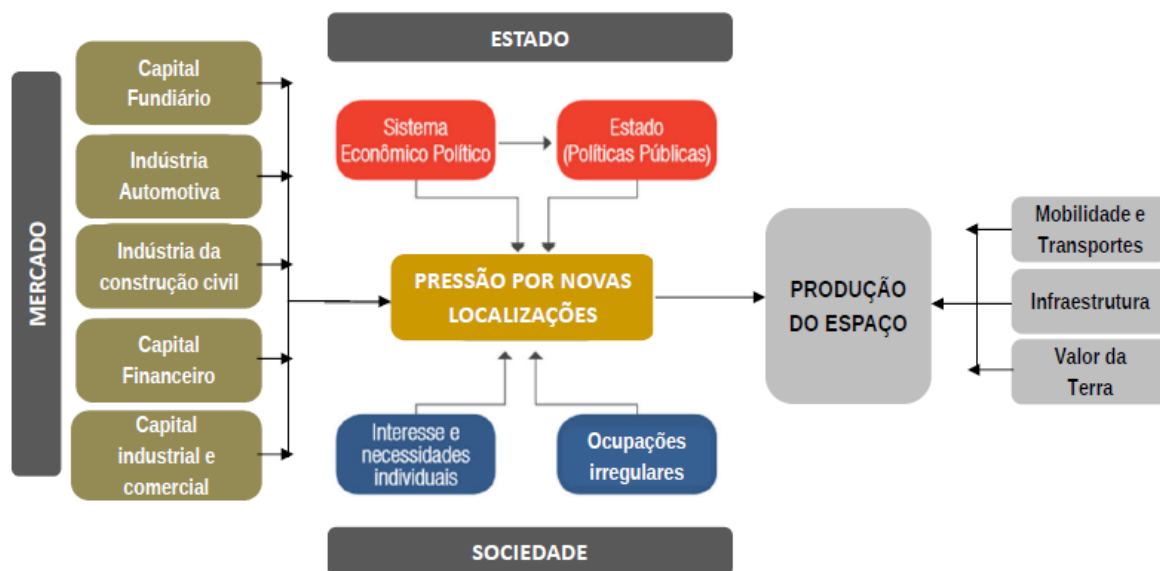 ESTADO
MERCADO
Capital
Fundiário
Indústria
Automotiva
Indústria da
construção civil
Capital
Financeiro
Capital
industrial e
comercial
Sistema
Econômico Político
Estado
(Políticas Públicas)
PRESSÃO POR NOVAS
LOCALIZAÇÕES
Interesse e
necessidades
individuais
Ocupações
irregulares
SOCIEDADE
PRODUÇÃO
DO ESPAÇO
Mobilidade e
Transportes
Infraestrutura
Valor da
Terra